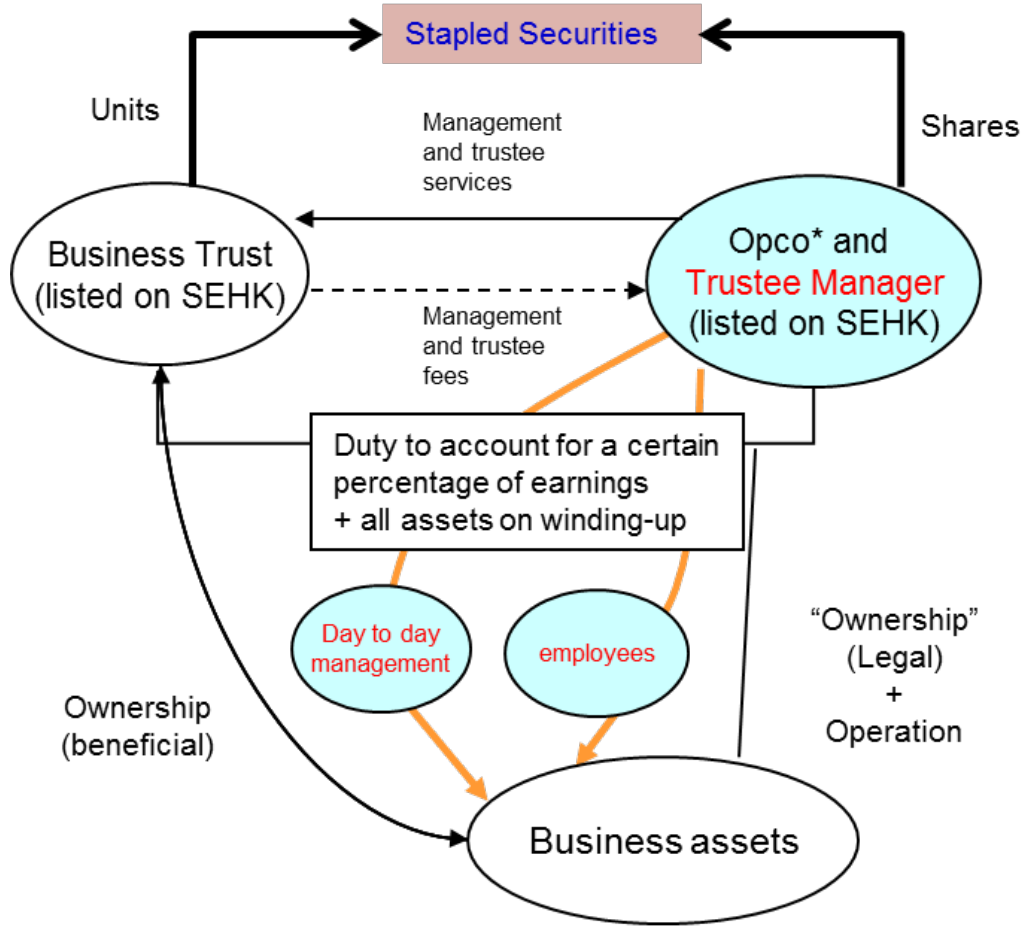 Stapled Securities
Units
Shares
Management
and trustee
services
Business Trust
(listed on SEHK)
Opco* and
Trustee Manager
(listed on SEHK)
Management
and trustee
fees
Duty to account for a certain
percentage of earnings
+ all assets on winding-up
Day to day
management
employees
“Ownership”
(Legal)
+
Operation
Ownership
(beneficial)
Business assets